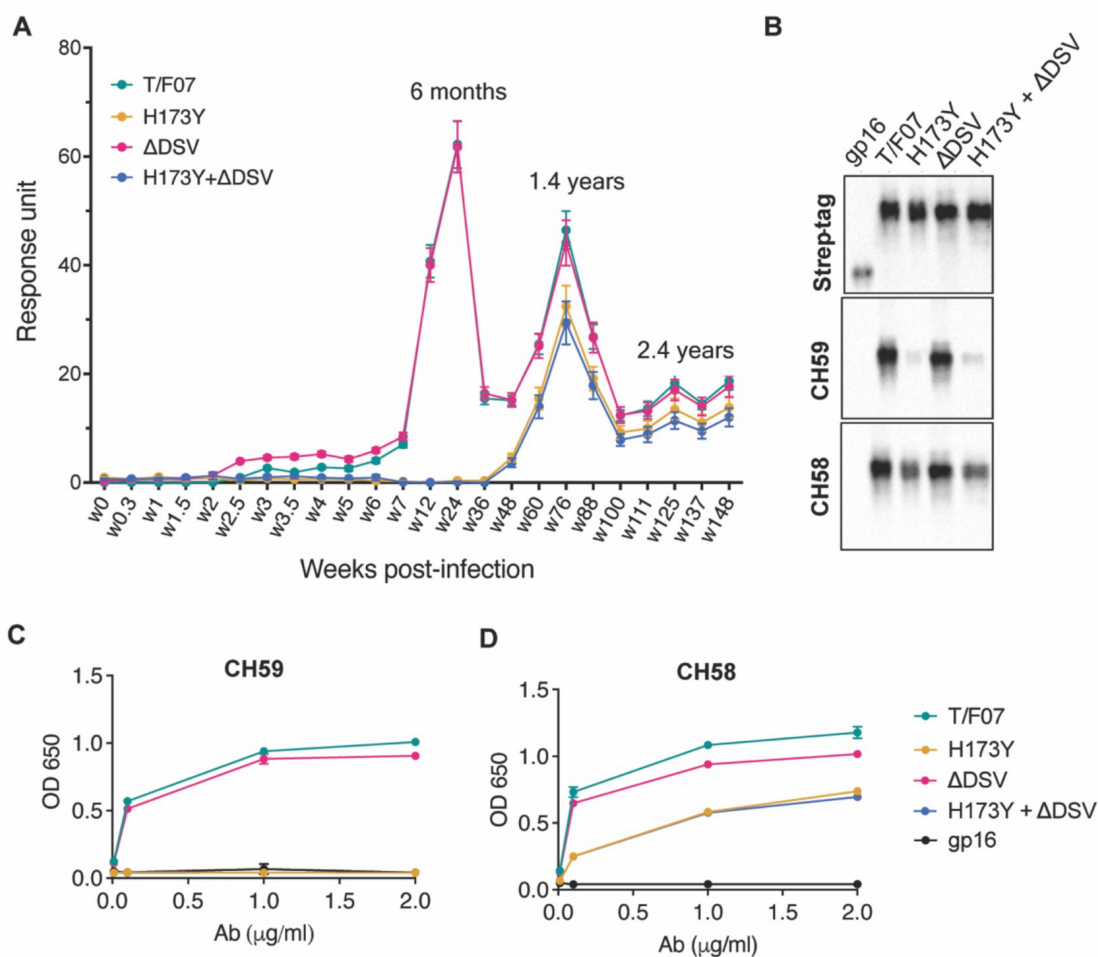 A
80
60
40
20
0
Response unit
T/F07
H173Y
ΔDSV
H173Y+ΔDSV
6 months
1.4 years
2.4 years
w0
w0.3
w1
w1.5
w2
w2.5
w3
w3.5
w4
w5
w6
w7
w12
w24
w36
w48
w60
w76
w88
w100
w111
w125
w137
w148
Weeks post-infection
B
gp16
T/F07
H173Y
ΔDSV
H173Y + ΔDSV
Strep-tag
CH59
CH58
C
CH59
1.5
1.0
0.5
0.0
OD 650
0.0 0.5 1.0 1.5 2.0
Ab (μg/ml)
D
CH58
1.5
1.0
0.5
0.0
OD 650
0.0 0.5 1.0 1.5 2.0
Ab (μg/ml)
T/F07
H173Y
ΔDSV
H173Y + ΔDSV
gp16